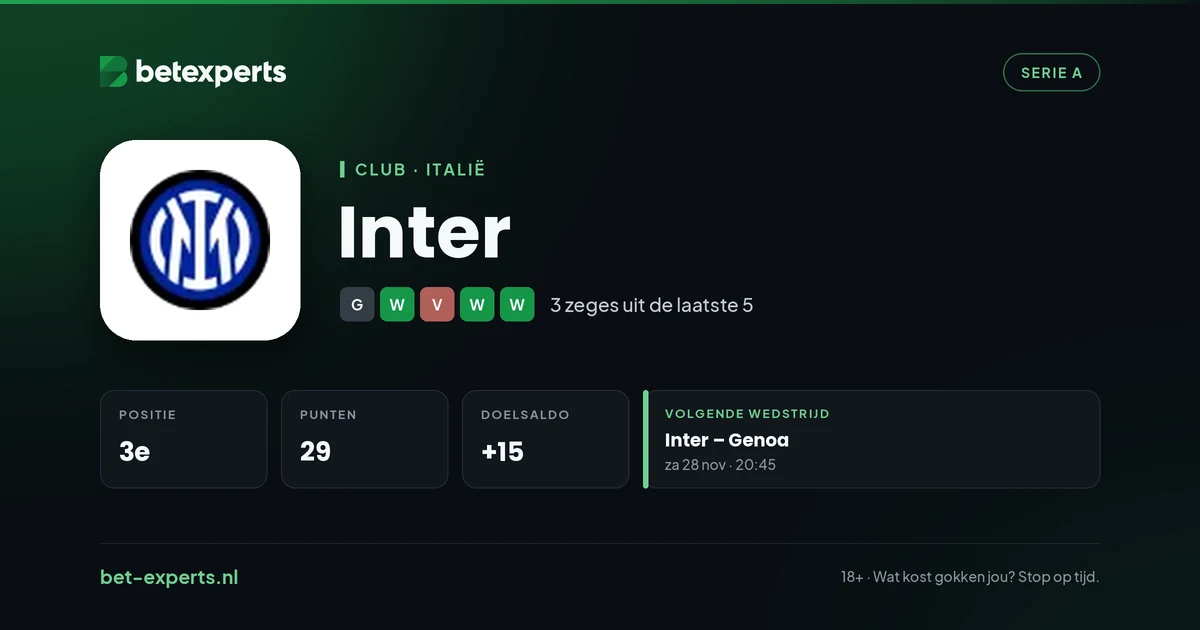 betexperts
SERIE A
CLUB · ITALIË
Inter
G W V W W 3 zeges uit de laatste 5
POSITIE
3e
PUNTEN
29
DOELSALDO
+15
VOLGENDE WEDSTRIJD
Inter – Genoa
za 28 nov · 20:45
bet-experts.nl
18+ · Wat kost gokken jou? Stop op tijd.